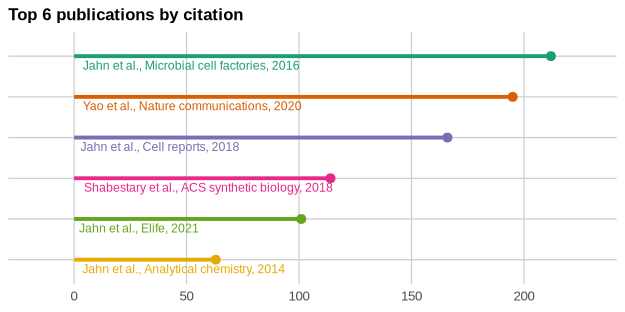 Top 6 publications by citation
Jahn et al., Microbial cell factories, 2016
Yao et al., Nature communications, 2020
Jahn et al., Cell reports, 2018
Shabestary et al., ACS synthetic biology, 2018
Jahn et al., Elife, 2021
Jahn et al., Analytical chemistry, 2014
0 50 100 150 200